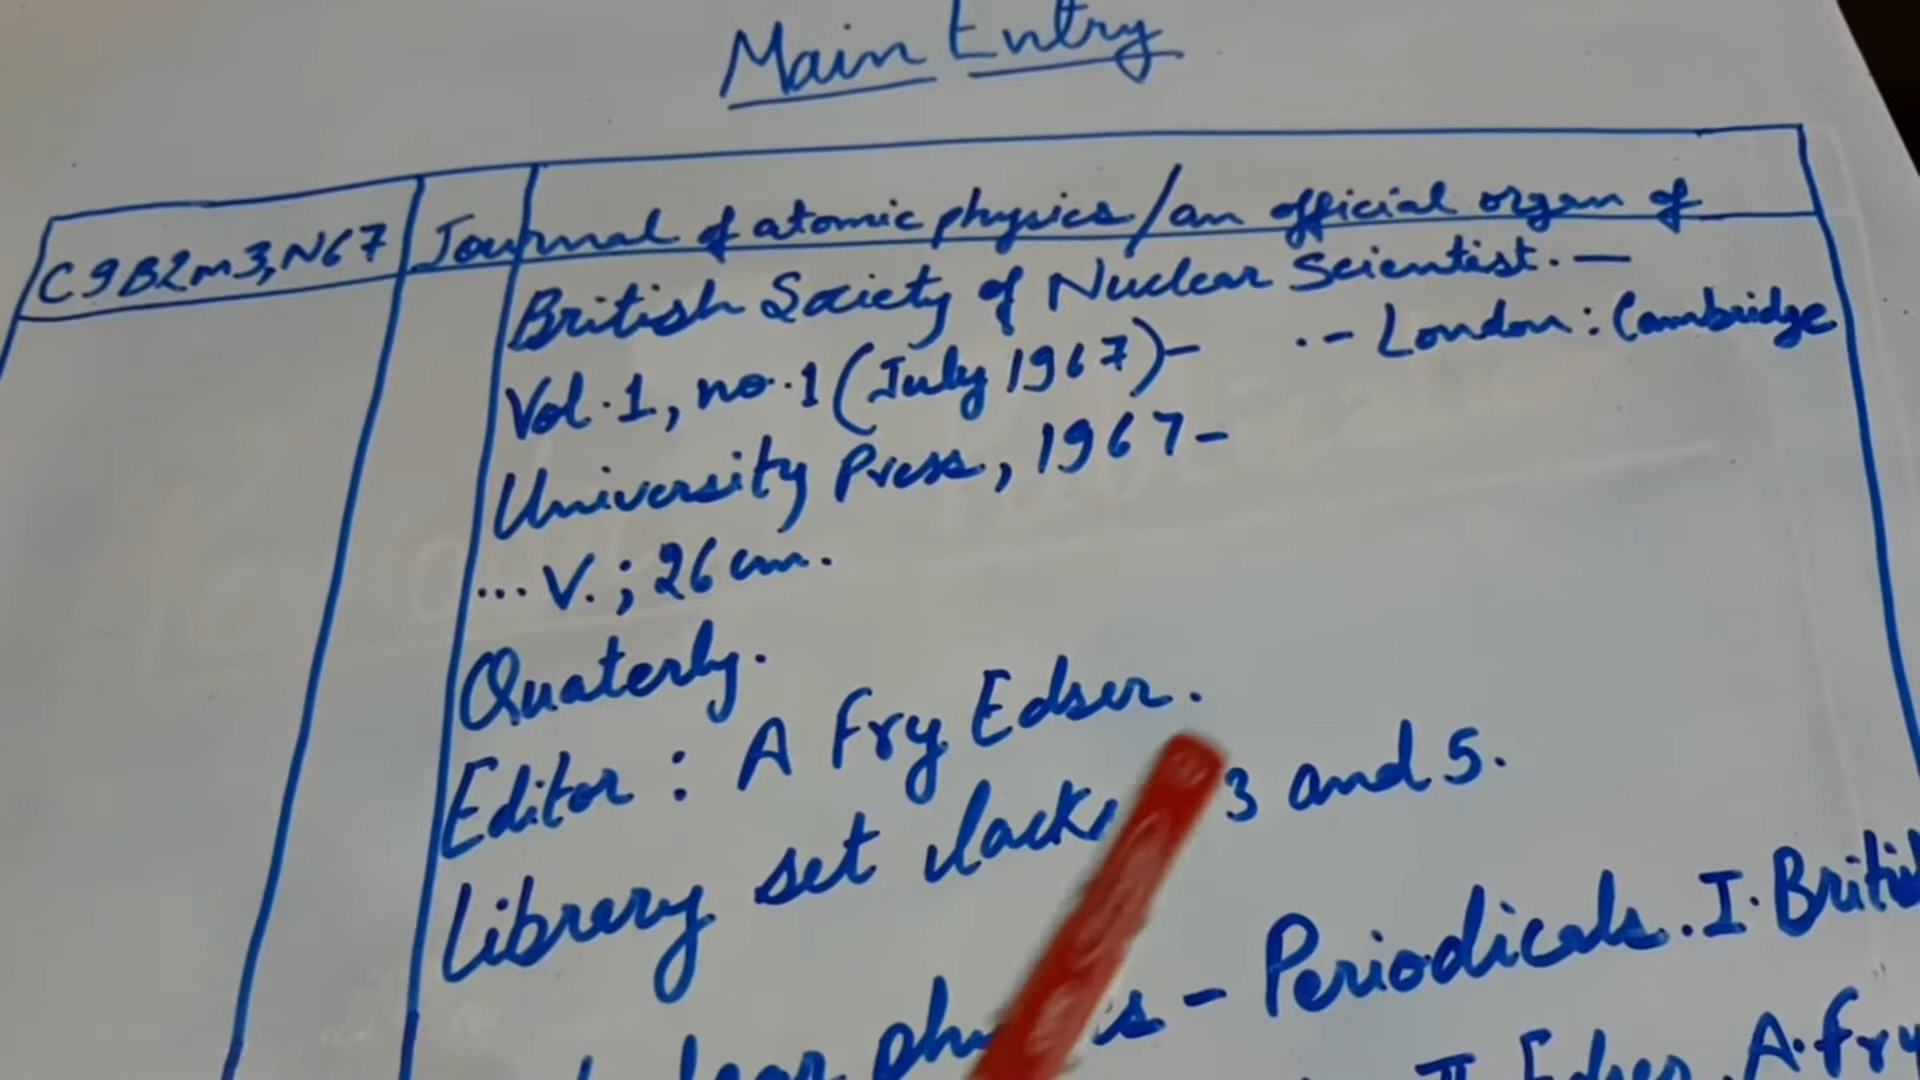 Main Entry
C9B2m3,N67 Journal of atomic physics/an official organ of
British Society of Nuclear Scientist. —
Vol.1, no.1 (July 1967)- .- London: Cambridge
University Press, 1967-
... V.; 26 cm.
Quaterly.
Editor : A Fry Edser.
Library set lacks 3 and 5.
- Periodicals. I. British
II Edser, A. Fry